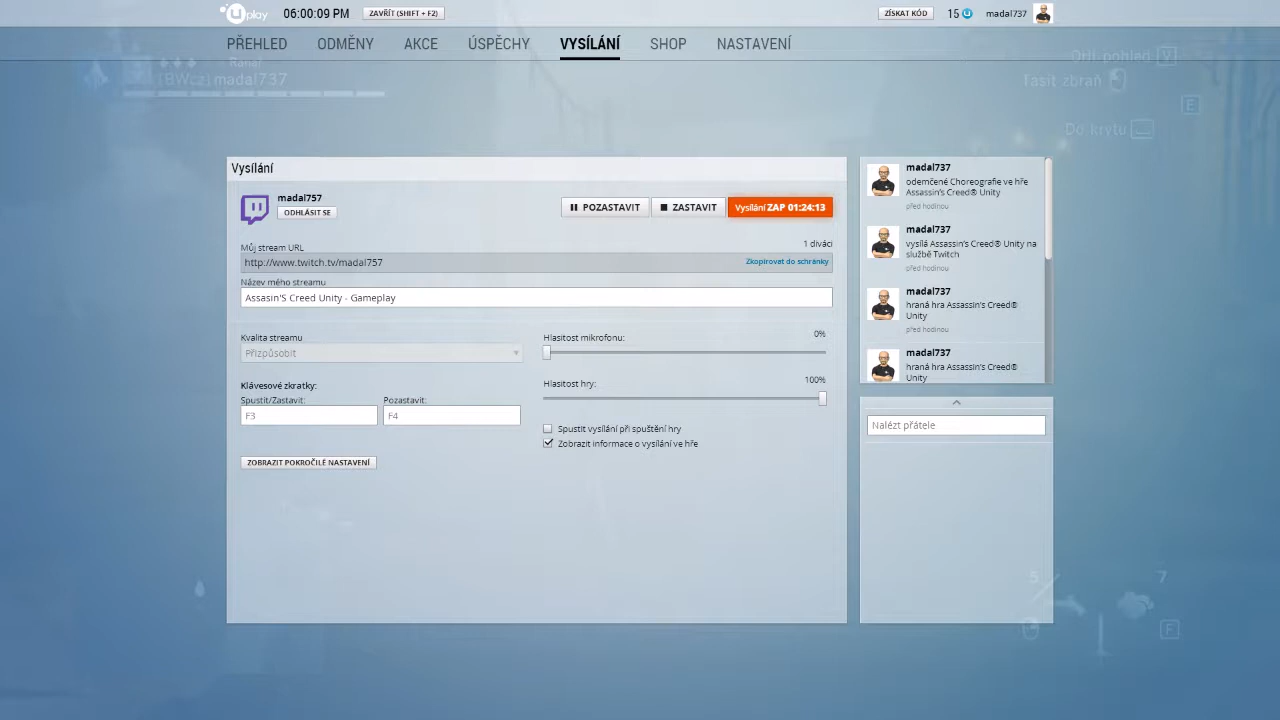 uplay 06:00:09 PM ZAVŘÍT (SHIFT + F2) ZÍSKAT KÓD 15 madal737
PŘEHLED ODMĚNY AKCE ÚSPĚCHY VYSÍLÁNÍ SHOP NASTAVENÍ
Orlí pohled V
Ranař
[BWcz]madal737
Tasit zbraň
E
Do krytu
Vysílání
madal757
ODHLÁSIT SE
POZASTAVIT ZASTAVIT Vysílání ZAP 01:24:13
Můj stream URL 1 diváci
http://www.twitch.tv/madal757 Zkopírovat do schránky
Název mého streamu
Assasin'S Creed Unity - Gameplay
Kvalita streamu
Přizpůsobit
Klávesové zkratky:
Spustit/Zastavit: Pozastavit:
F3 F4
ZOBRAZIT POKROČILÉ NASTAVENÍ
Hlasitost mikrofonu: 0%
Hlasitost hry: 100%
Spustit vysílání při spuštění hry
Zobrazit informace o vysílání ve hře
madal737
odemčené Choreografie ve hře
Assassin's Creed® Unity
před hodinou
madal737
vysílá Assassin's Creed® Unity na
službě Twitch
před hodinou
madal737
hraná hra Assassin's Creed®
Unity
před hodinou
madal737
hraná hra Assassin's Creed®
Unity
Nalézt přátele
5 7
F